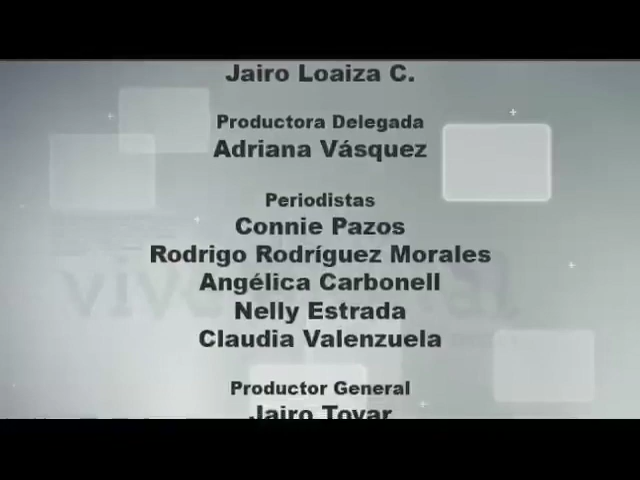 Jairo Loaiza C.
Productora Delegada
Adriana Vásquez
Periodistas
Connie Pazos
Rodrigo Rodríguez Morales
Angélica Carbonell
Nelly Estrada
Claudia Valenzuela
Productor General
Jairo Tovar